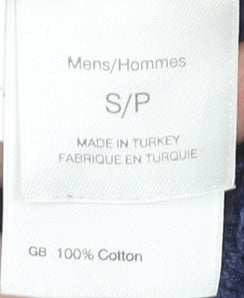 Mens/Hommes
S/P
MADE IN TURKEY
FABRIQUE EN TURQUIE
GB 100% Cotton